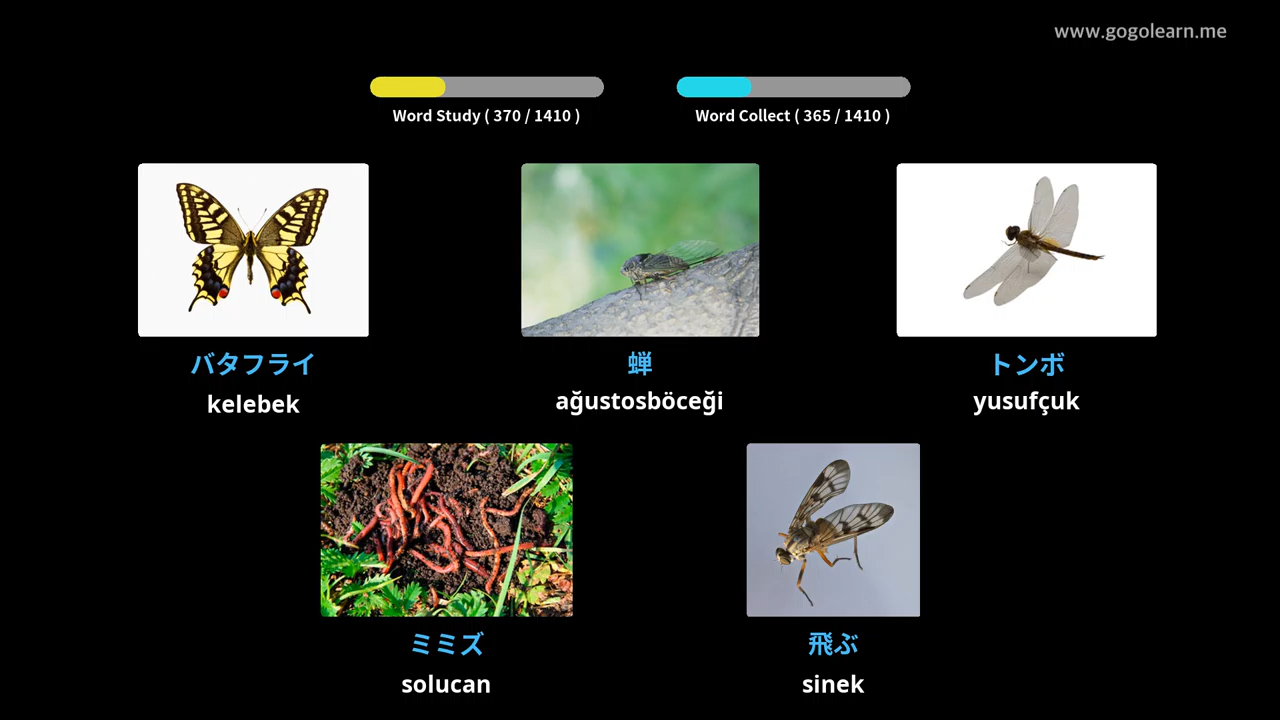 www.gogolearn.me
Word Study ( 370 / 1410 )
Word Collect ( 365 / 1410 )
バタフライ
蝉
トンボ
kelebek
ağustosböceği
yusufçuk
ミミズ
飛ぶ
solucan
sinek